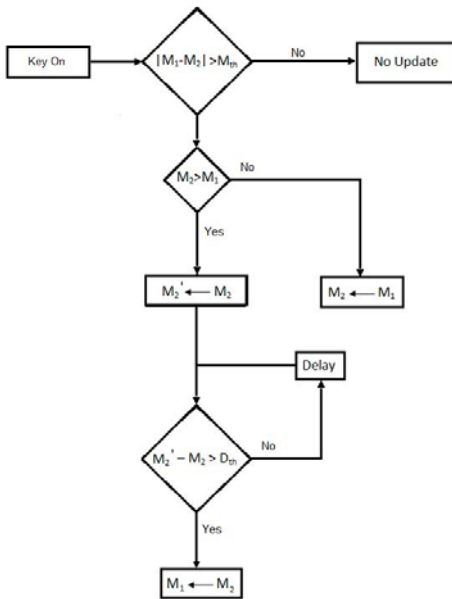 Key On
|M₁-M₂| >Mₜₕ
No
No Update
M₂>M₁
No
Yes
M₂' ⟵ M₂
M₂ ⟵ M₁
Delay
M₂' – M₂ > Dₜₕ
No
Yes
M₁ ⟵ M₂